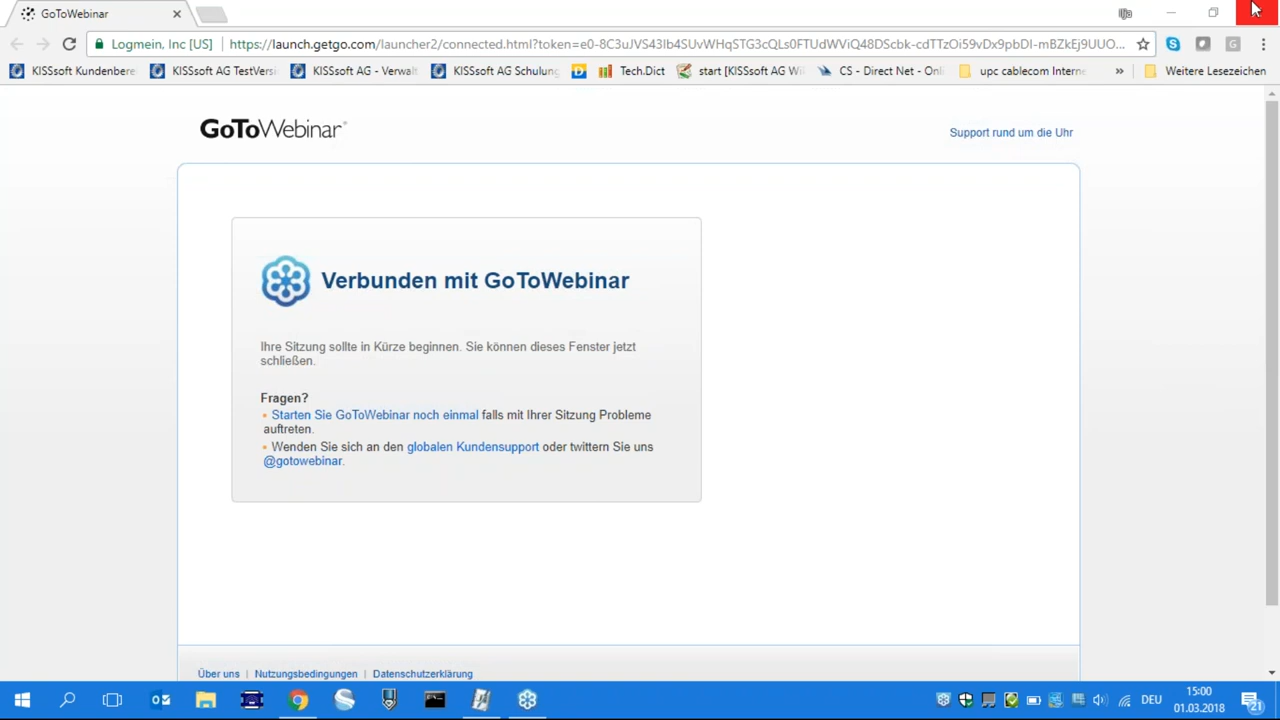 GoToWebinar
Ilja
Logmein, Inc [US] https://launch.getgo.com/launcher2/connected.html?token=e0-8C3uJVS43Ib4SUvWHqSTG3cQLs0FTUdWViQ48DScbk-cdTTzOi59vDx9pbDI-mBZkEj9UUO...
KISSsoft Kundenbere KISSsoft AG TestVersi KISSsoft AG - Verwalt KISSsoft AG Schulung Tech.Dict start [KISSsoft AG Wi CS - Direct Net - Onli upc cablecom Interne » Weitere Lesezeichen
GoToWebinar
Support rund um die Uhr
Verbunden mit GoToWebinar
Ihre Sitzung sollte in Kürze beginnen. Sie können dieses Fenster jetzt
schließen.
Fragen?
• Starten Sie GoToWebinar noch einmal falls mit Ihrer Sitzung Probleme
auftreten.
• Wenden Sie sich an den globalen Kundensupport oder twittern Sie uns
@gotowebinar.
Über uns | Nutzungsbedingungen | Datenschutzerklärung
DEU
15:00
01.03.2018
21